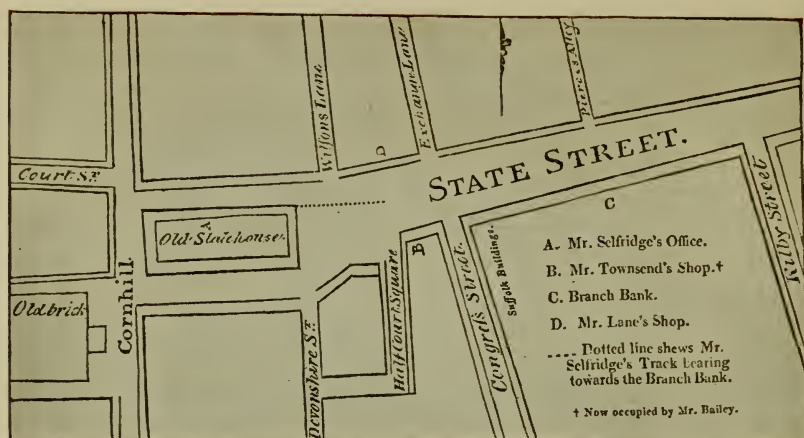 Wilsons Lane
Exchange Lane
Pierces Alley
Court St.
STATE STREET.
D
A
Old Statehouse.
Cornhill
Old brick
Devonshire St.
Half Court Square
B
Congress Street.
Suffolk Buildings.
Kilby Street
C
A. Mr. Selfridge's Office.
B. Mr. Townsend's Shop.†
C. Branch Bank.
D. Mr. Lane's Shop.
..... Dotted line shews Mr.
Selfridge's Track bearing
towards the Branch Bank.
† Now occupied by Mr. Bailey.